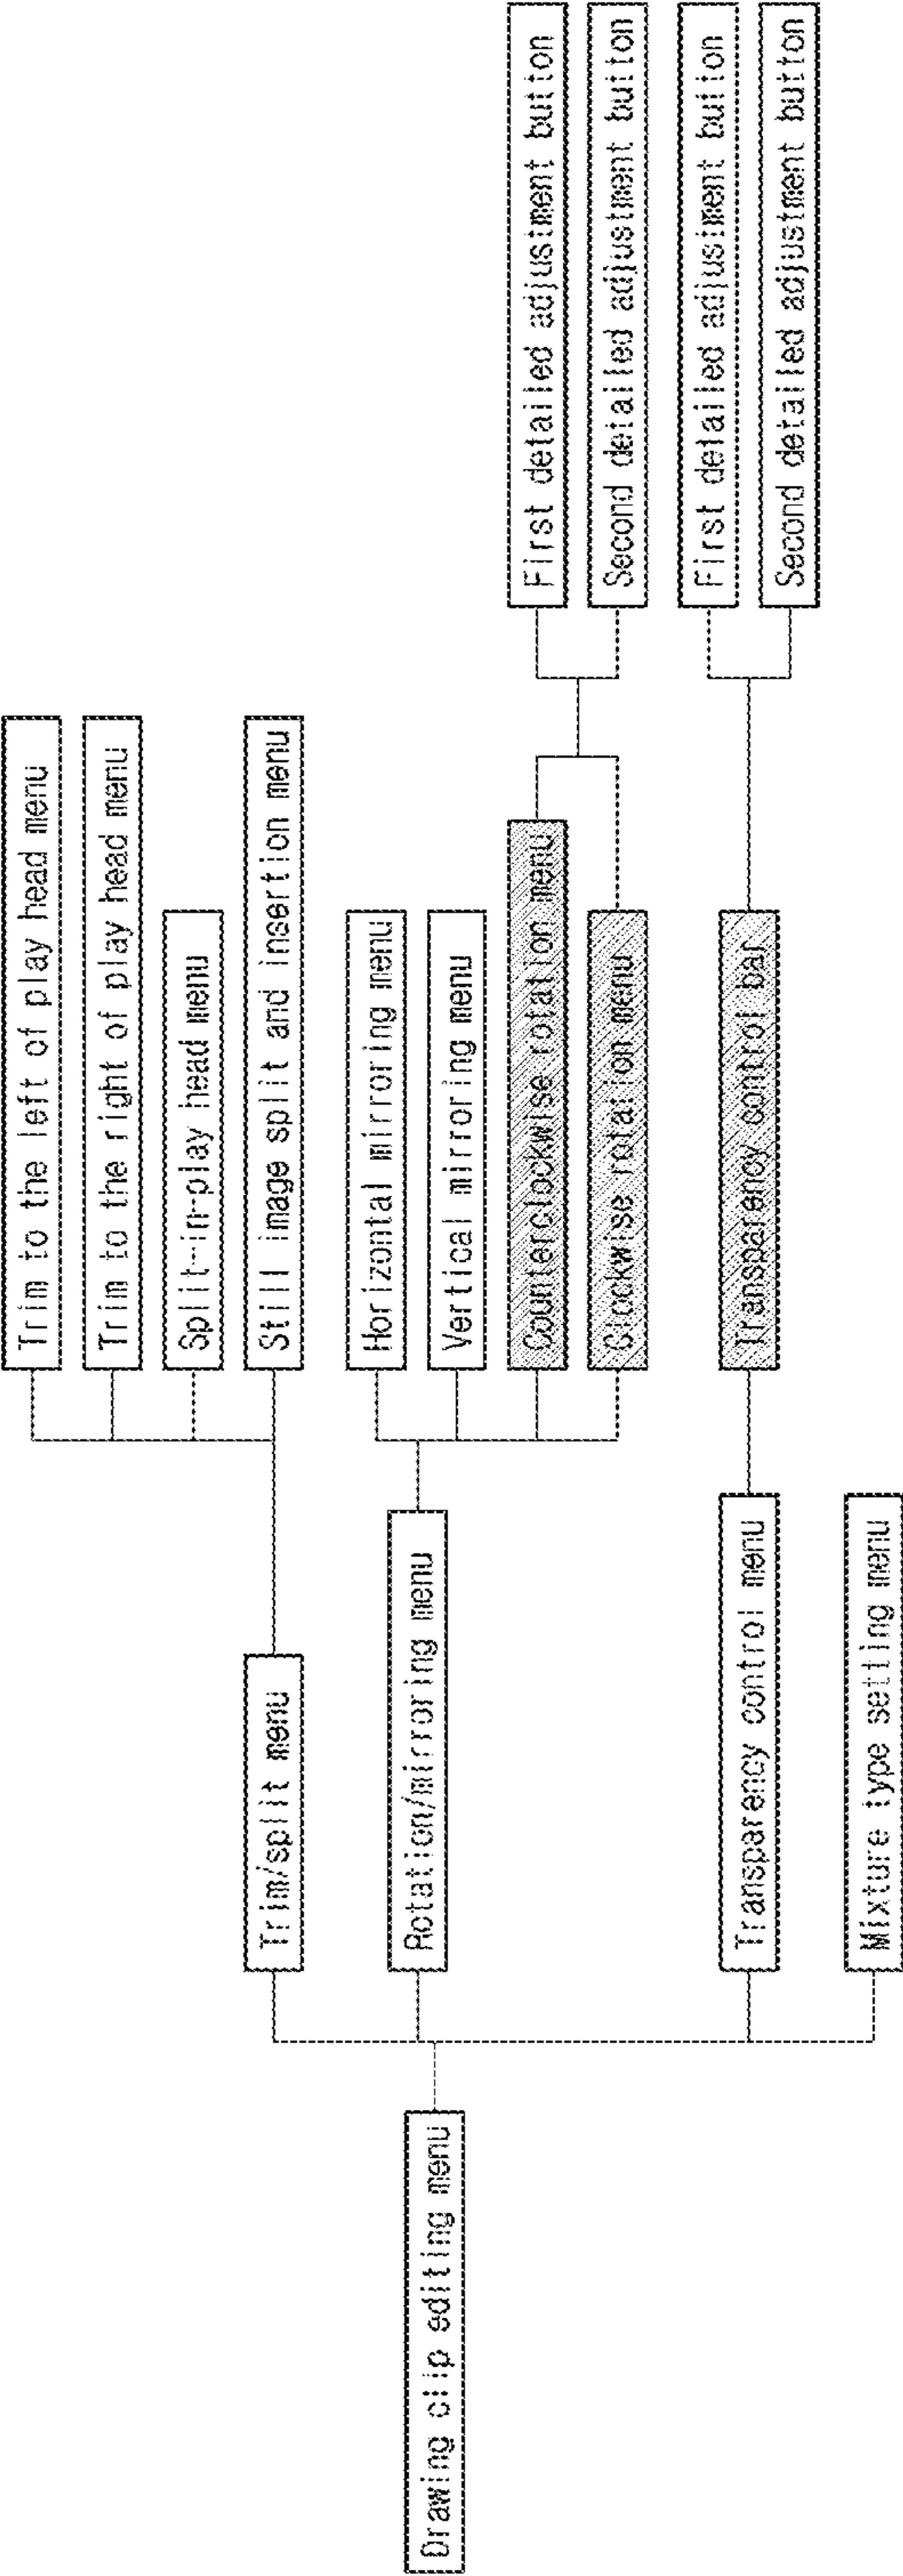 Drawing clip editing menu
Trim/split menu
Trim to the left of play head menu
Trim to the right of play head menu
Split-in-play head menu
Still image split and insertion menu
Rotation/mirroring menu
Horizontal mirroring menu
Vertical mirroring menu
Counterclockwise rotation menu
Clockwise rotation menu
First detailed adjustment button
Second detailed adjustment button
Transparency control menu
Transparency control bar
First detailed adjustment button
Second detailed adjustment button
Mixture type setting menu